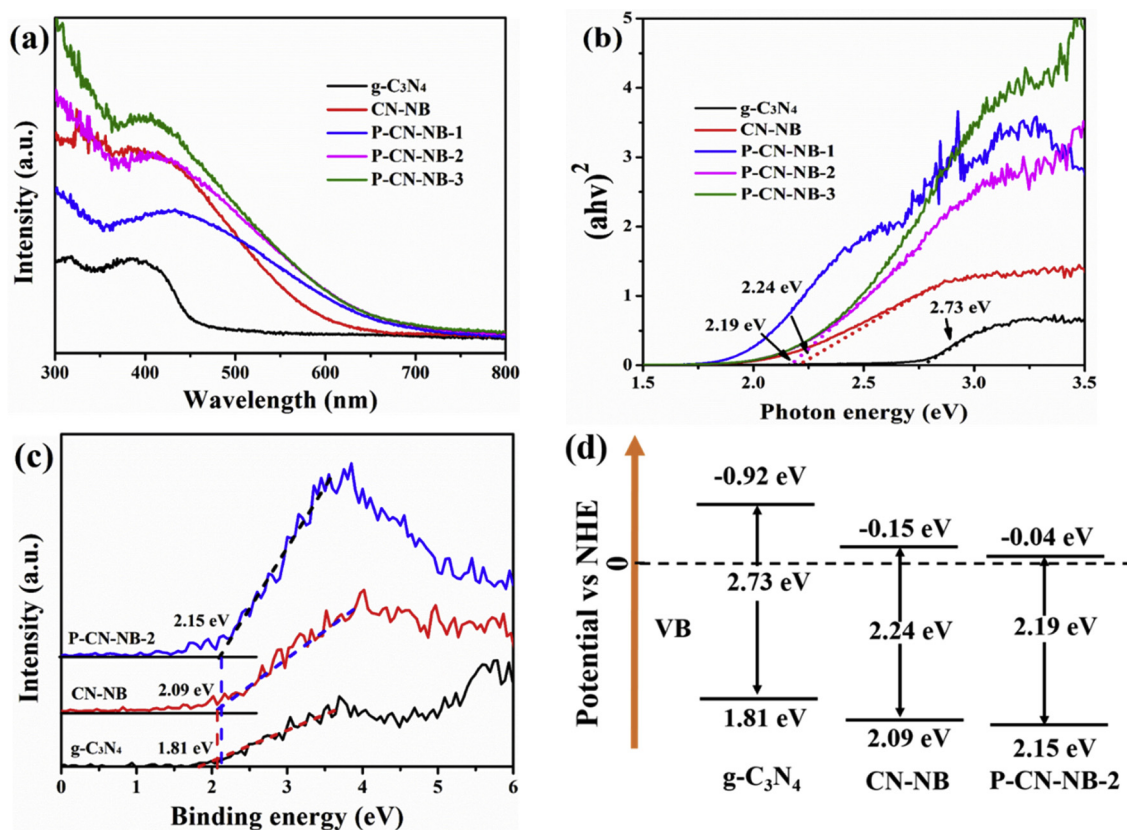 (a)
Intensity (a.u.)
g-C₃N₄
CN-NB
P-CN-NB-1
P-CN-NB-2
P-CN-NB-3
300 400 500 600 700 800
Wavelength (nm)
(b)
(ahv)²
5
4
3
2
1
0
g-C₃N₄
CN-NB
P-CN-NB-1
P-CN-NB-2
P-CN-NB-3
2.24 eV
2.19 eV
2.73 eV
1.5 2.0 2.5 3.0 3.5
Photon energy (eV)
(c)
Intensity (a.u.)
2.15 eV
P-CN-NB-2
2.09 eV
CN-NB
1.81 eV
g-C₃N₄
0 1 2 3 4 5 6
Binding energy (eV)
(d)
Potential vs NHE
0
VB
-0.92 eV
2.73 eV
1.81 eV
g-C₃N₄
-0.15 eV
2.24 eV
2.09 eV
CN-NB
-0.04 eV
2.19 eV
2.15 eV
P-CN-NB-2